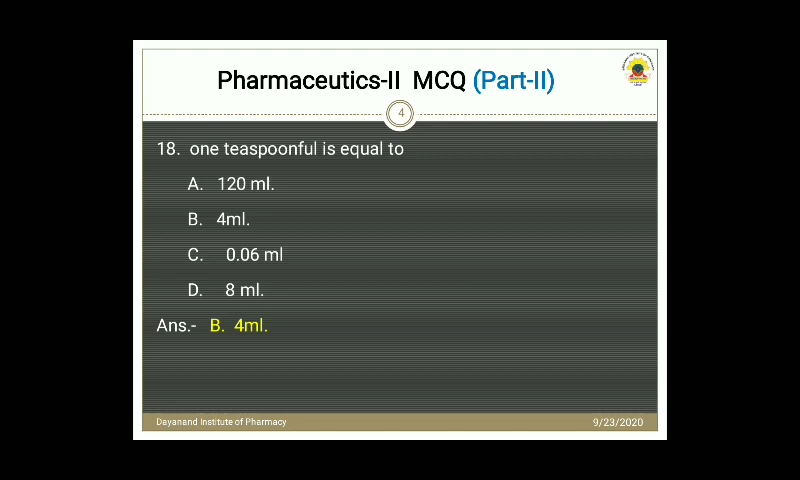 Pharmaceutics-II MCQ (Part-II)
4
18. one teaspoonful is equal to
A. 120 ml.
B. 4ml.
C. 0.06 ml
D. 8 ml.
Ans.- B. 4ml.
Dayanand Institute of Pharmacy
9/23/2020